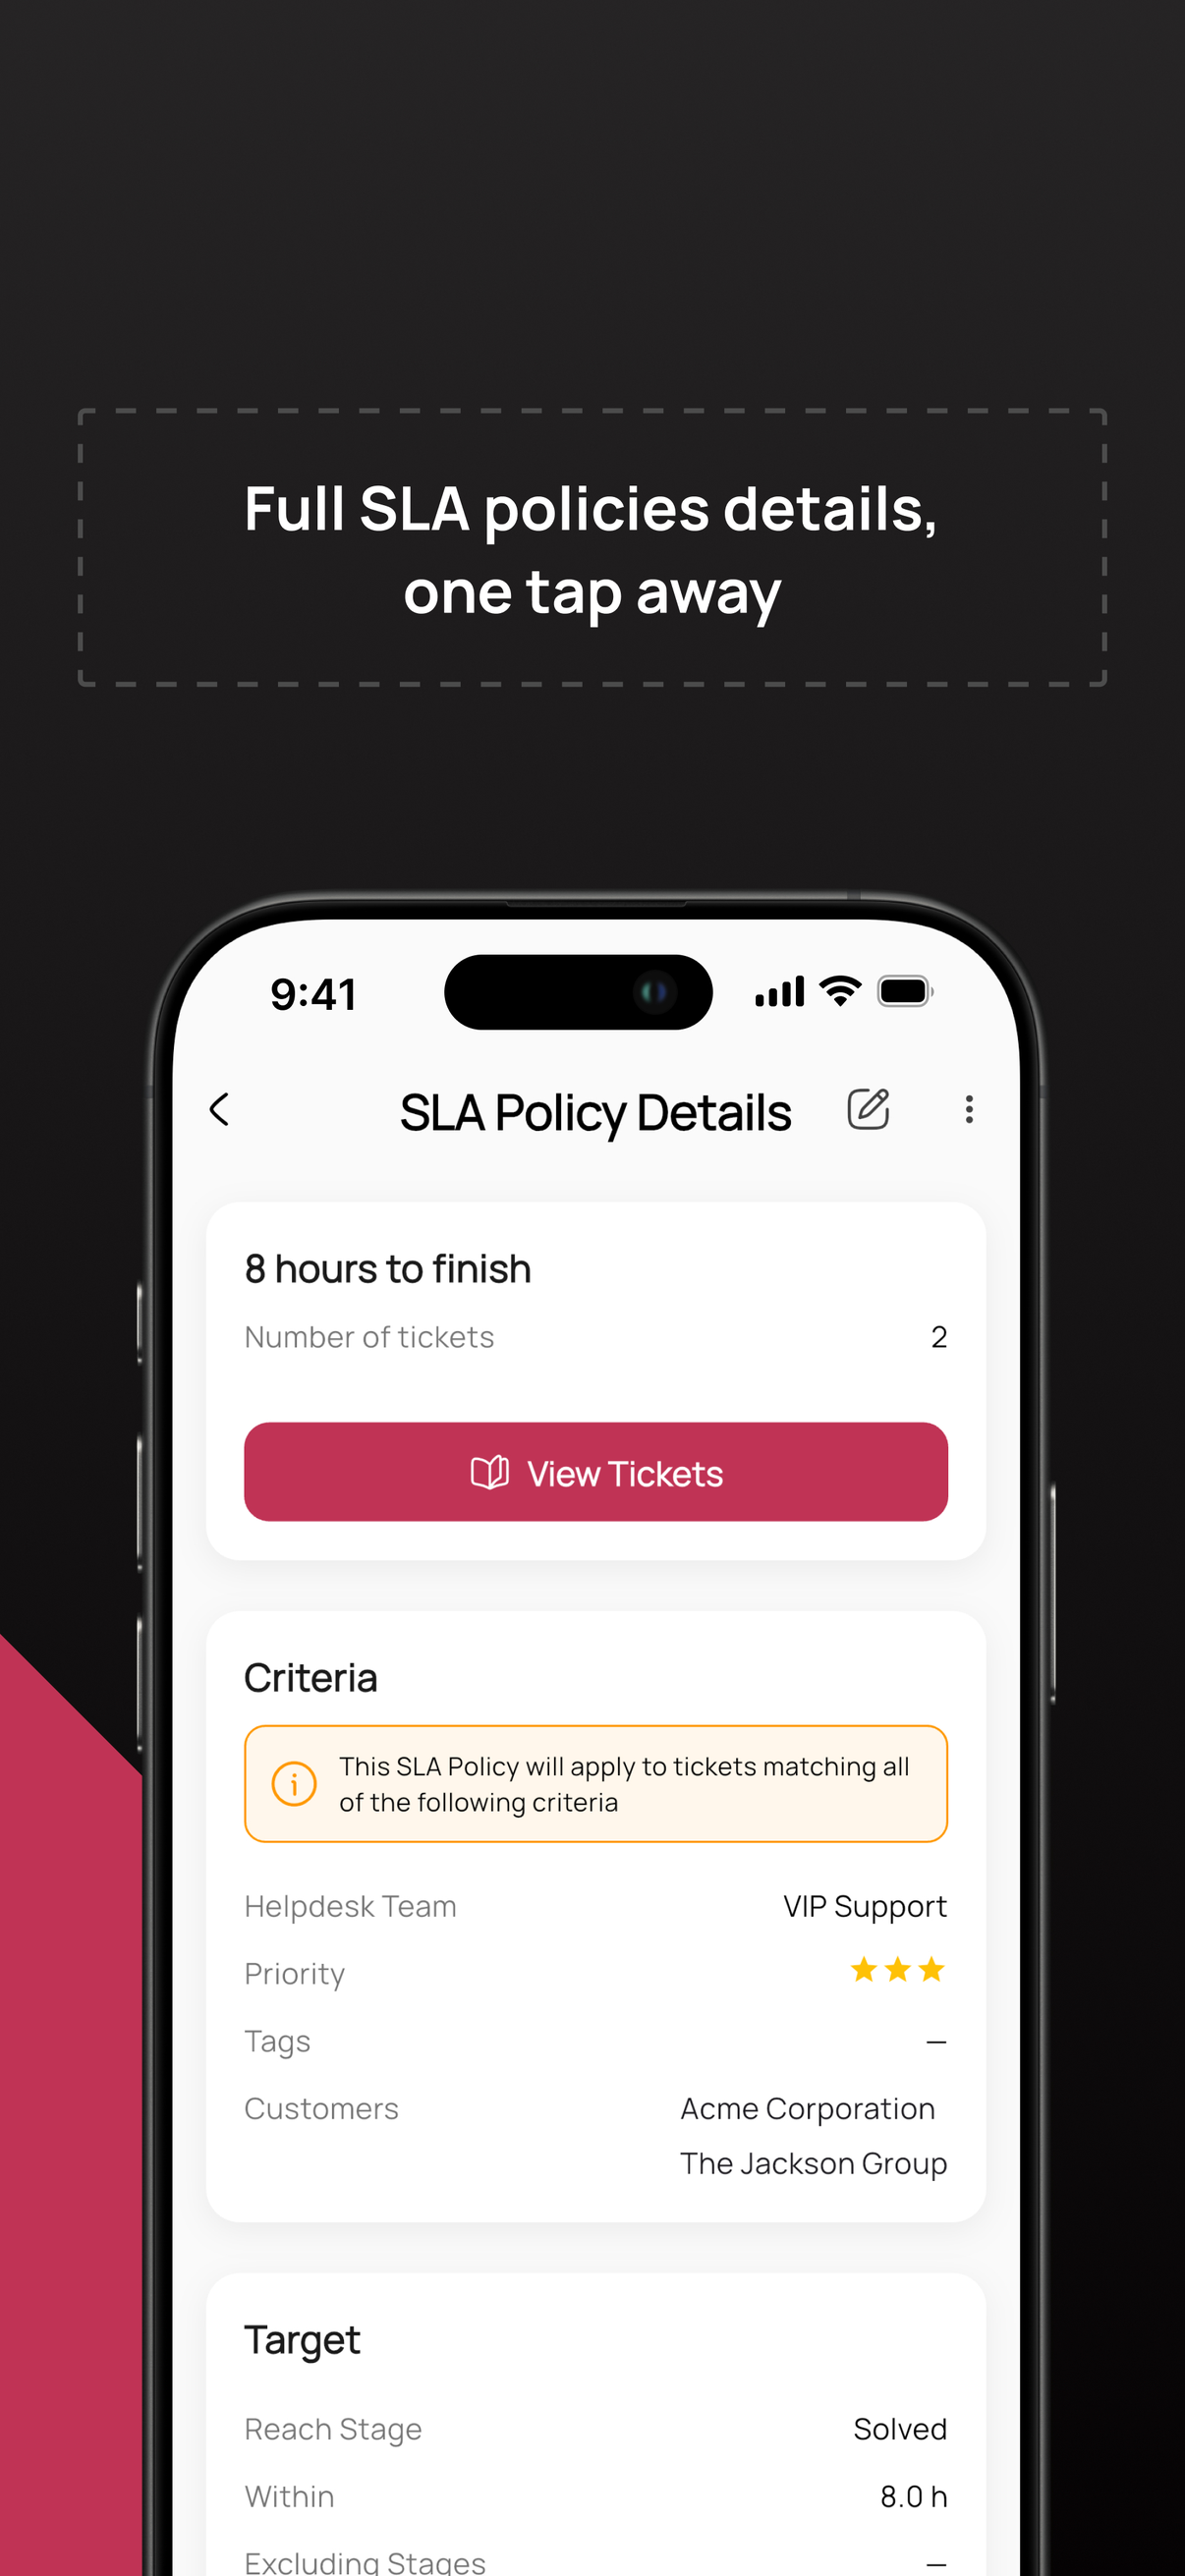 Full SLA policies details,
one tap away
9:41
SLA Policy Details
8 hours to finish
Number of tickets 2
View Tickets
Criteria
This SLA Policy will apply to tickets matching all
of the following criteria
Helpdesk Team VIP Support
Priority
Tags –
Customers Acme Corporation
The Jackson Group
Target
Reach Stage Solved
Within 8.0 h
Excluding Stages –